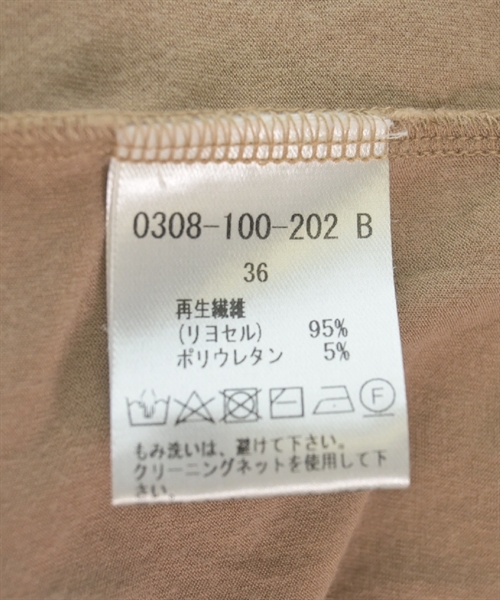 0308-100-202 B
36
再生繊維
(リヨセル) 95%
ポリウレタン 5%
F
もみ洗いは、避けて下さい。
クリーニングネットを使用して下
さい。